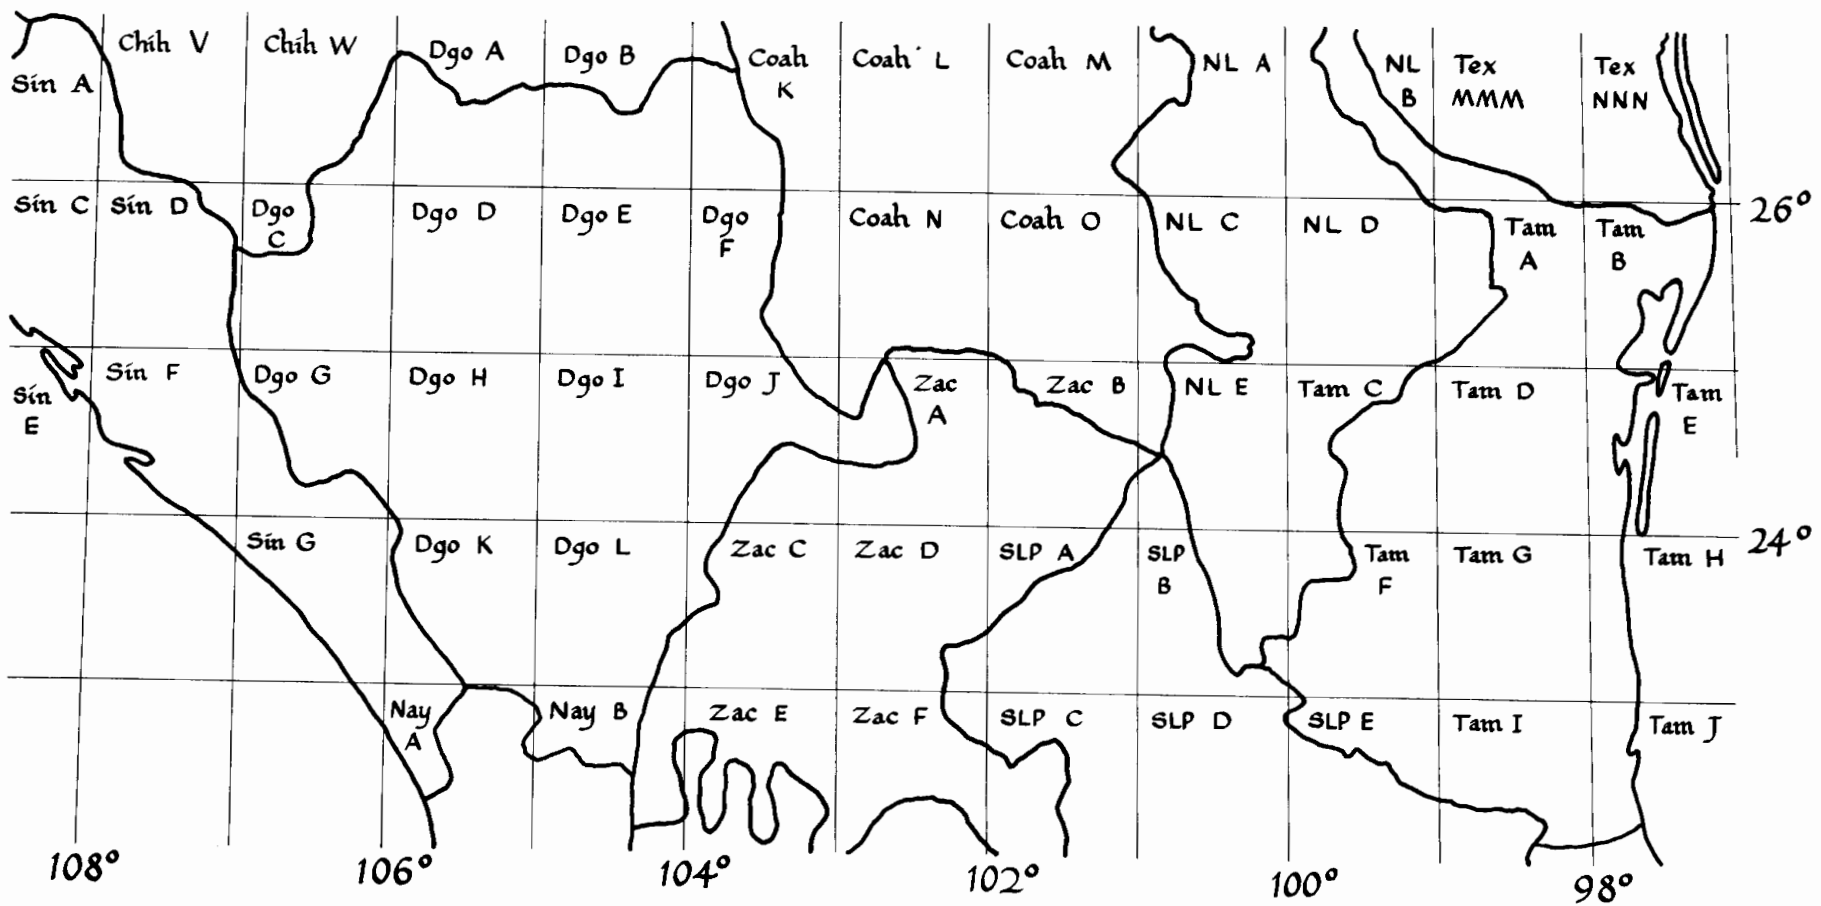 Chih V
Chih W
Dgo A
Dgo B
Coah
K
Coah L
Coah M
NL A
NL
B
Tex
MMM
Tex
NNN
Sin A
Sin C
Sin D
Dgo
C
Dgo D
Dgo E
Dgo
F
Coah N
Coah O
NL C
NL D
Tam
A
Tam
B
26°
Sin
E
Sin F
Dgo G
Dgo H
Dgo I
Dgo J
Zac
A
Zac B
NL E
Tam C
Tam D
Tam
E
Sin G
Dgo K
Dgo L
Zac C
Zac D
SLP A
SLP
B
Tam
F
Tam G
Tam H
24°
Nay
A
Nay B
Zac E
Zac F
SLP C
SLP D
SLP E
Tam I
Tam J
108°
106°
104°
102°
100°
98°